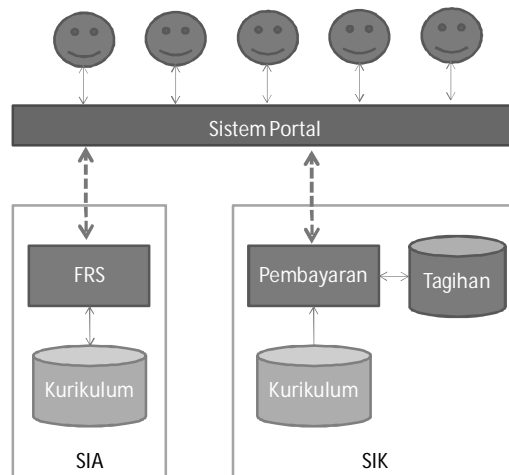 Sistem Portal
FRS
Pembayaran
Tagihan
Kurikulum
Kurikulum
SIA
SIK